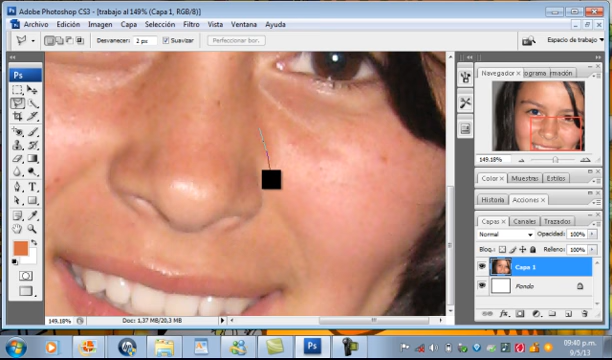 Adobe Photoshop CS3 - [trabajo al 149% (Capa 1, RGB/8)]
Archivo Edición Imagen Capa Selección Filtro Vista Ventana Ayuda
Desvanecer: 2 px Suavizar Perfeccionar bor. Espacio de trabajo
Ps
Navegador ograma irmación
149.18%
Color Muestras Estilos
Historia Acciones
Capas Canales Trazados
Normal Opacidad: 100%
Bloq.: Relleno: 100%
Capa 1
Fondo
149,18% Doc: 1,37 MB/20,3 MB
Ps
09:40 p.m.
9/5/13